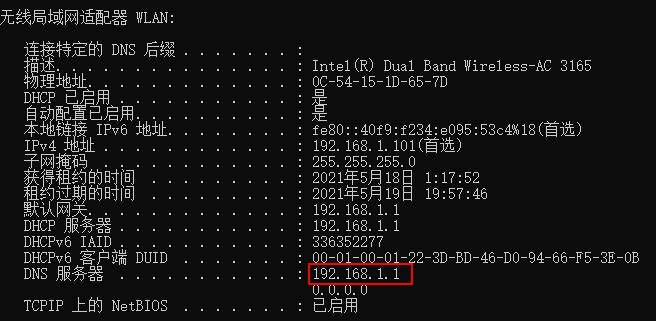 无线局域网适配器 WLAN:
连接特定的 DNS 后缀 . . . . . . . :
描述. . . . . . . . . . . . . . . : Intel(R) Dual Band Wireless-AC 3165
物理地址. . . . . . . . . . . . . : 0C-54-15-1D-65-7D
DHCP 已启用 . . . . . . . . . . . : 是
自动配置已启用. . . . . . . . . . : 是
本地链接 IPv6 地址. . . . . . . . : fe80::40f9:f234:e095:53c4%18(首选)
IPv4 地址 . . . . . . . . . . . . : 192.168.1.101(首选)
子网掩码 . . . . . . . . . . . . : 255.255.255.0
获得租约的时间 . . . . . . . . . : 2021年5月18日 1:17:52
租约过期的时间 . . . . . . . . . : 2021年5月19日 19:57:46
默认网关. . . . . . . . . . . . . : 192.168.1.1
DHCP 服务器 . . . . . . . . . . . : 192.168.1.1
DHCPv6 IAID . . . . . . . . . . . : 336352277
DHCPv6 客户端 DUID . . . . . . . : 00-01-00-01-22-3D-BD-46-D0-94-66-F5-3E-0B
DNS 服务器 . . . . . . . . . . . : 192.168.1.1
0.0.0.0
TCPIP 上的 NetBIOS . . . . . . . : 已启用